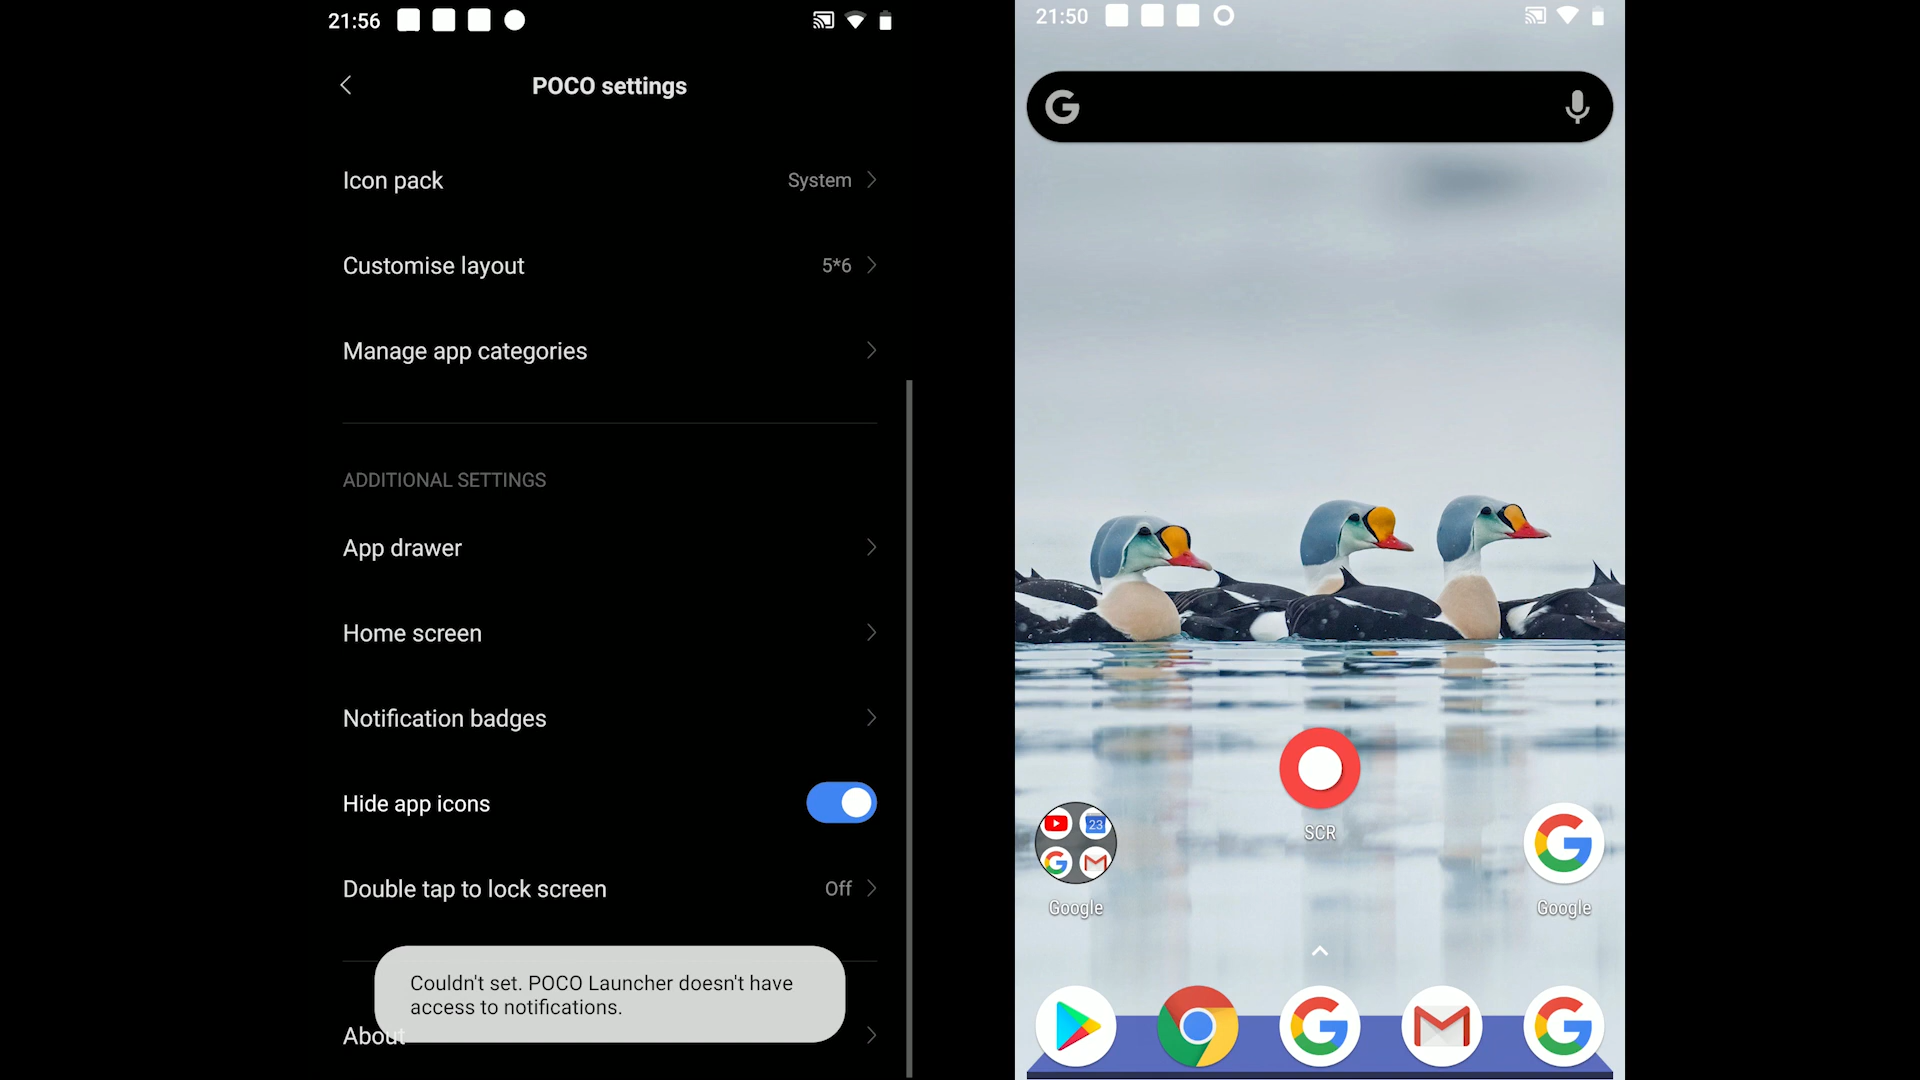 21:56
POCO settings
Icon pack
System
Customise layout
5*6
Manage app categories
ADDITIONAL SETTINGS
App drawer
Home screen
Notification badges
Hide app icons
Double tap to lock screen
Off
Couldn't set. POCO Launcher doesn't have
access to notifications.
About
21:50
G
23
G
SCR
G
Google
Google
G
G